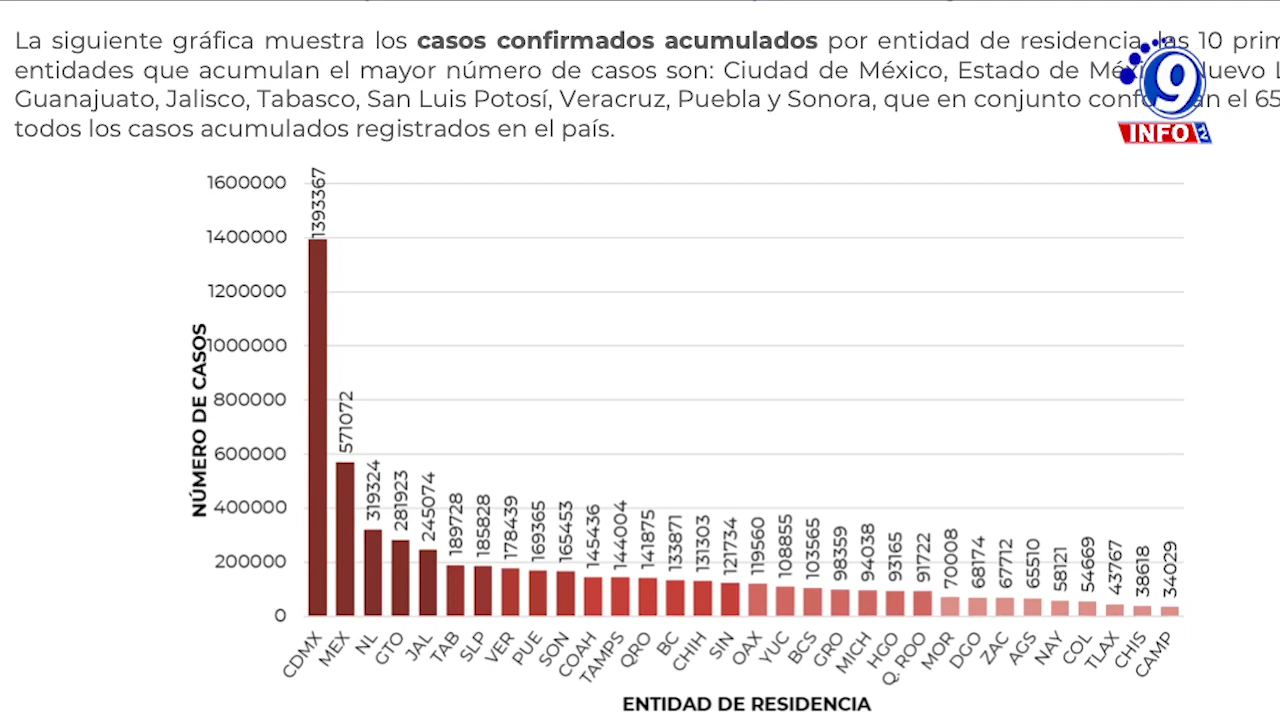 La siguiente gráfica muestra los casos confirmados acumulados por entidad de residencia, las 10
entidades que acumulan el mayor número de casos son: Ciudad de México, Estado de
Guanajuato, Jalisco, Tabasco, San Luis Potosí, Veracruz, Puebla y Sonora, que en conjunto el
todos los casos acumulados registrados en el país.
9
INFO TV
NÚMERO DE CASOS
1600000
1400000
1200000
1000000
800000
600000
400000
200000
0
1393367
571072
319324
281923
245074
189728
185828
178439
169365
165453
145436
144004
141875
133871
131303
121734
119560
108855
103565
98359
94038
93165
91722
70008
68174
67712
65510
58121
54669
43767
38618
34029
CDMX
MEX
NL
GTO
JAL
TAB
SLP
VER
PUE
SON
COAH
TAMPS
QRO
BC
CHIH
SIN
OAX
YUC
BCS
GRO
MICH
HGO
Q. ROO
MOR
DGO
ZAC
AGS
NAY
COL
TLAX
CHIS
CAMP
ENTIDAD DE RESIDENCIA